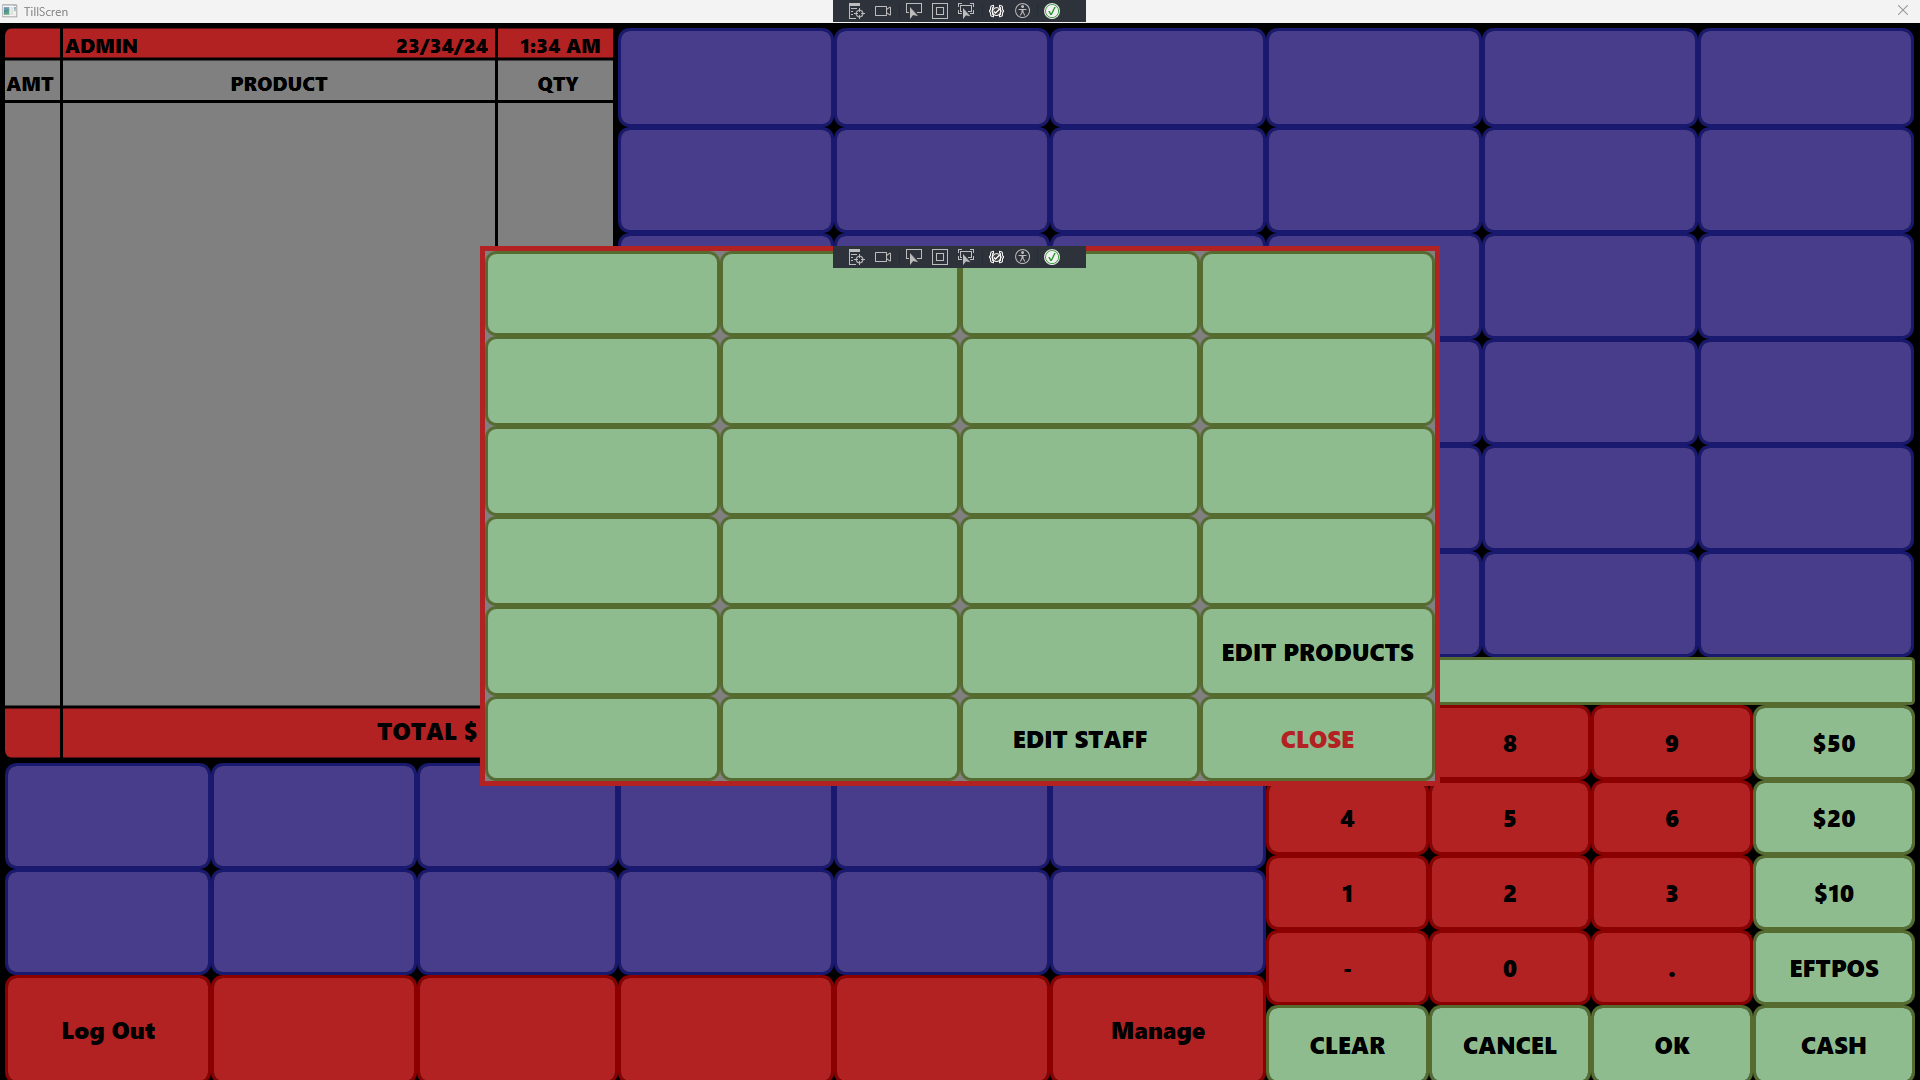 TillScren
ADMIN 23/34/24 1:34 AM
AMT PRODUCT QTY
EDIT PRODUCTS
EDIT STAFF CLOSE
TOTAL $
8 9 $50
4 5 6 $20
1 2 3 $10
- 0 . EFTPOS
Log Out Manage
CLEAR CANCEL OK CASH